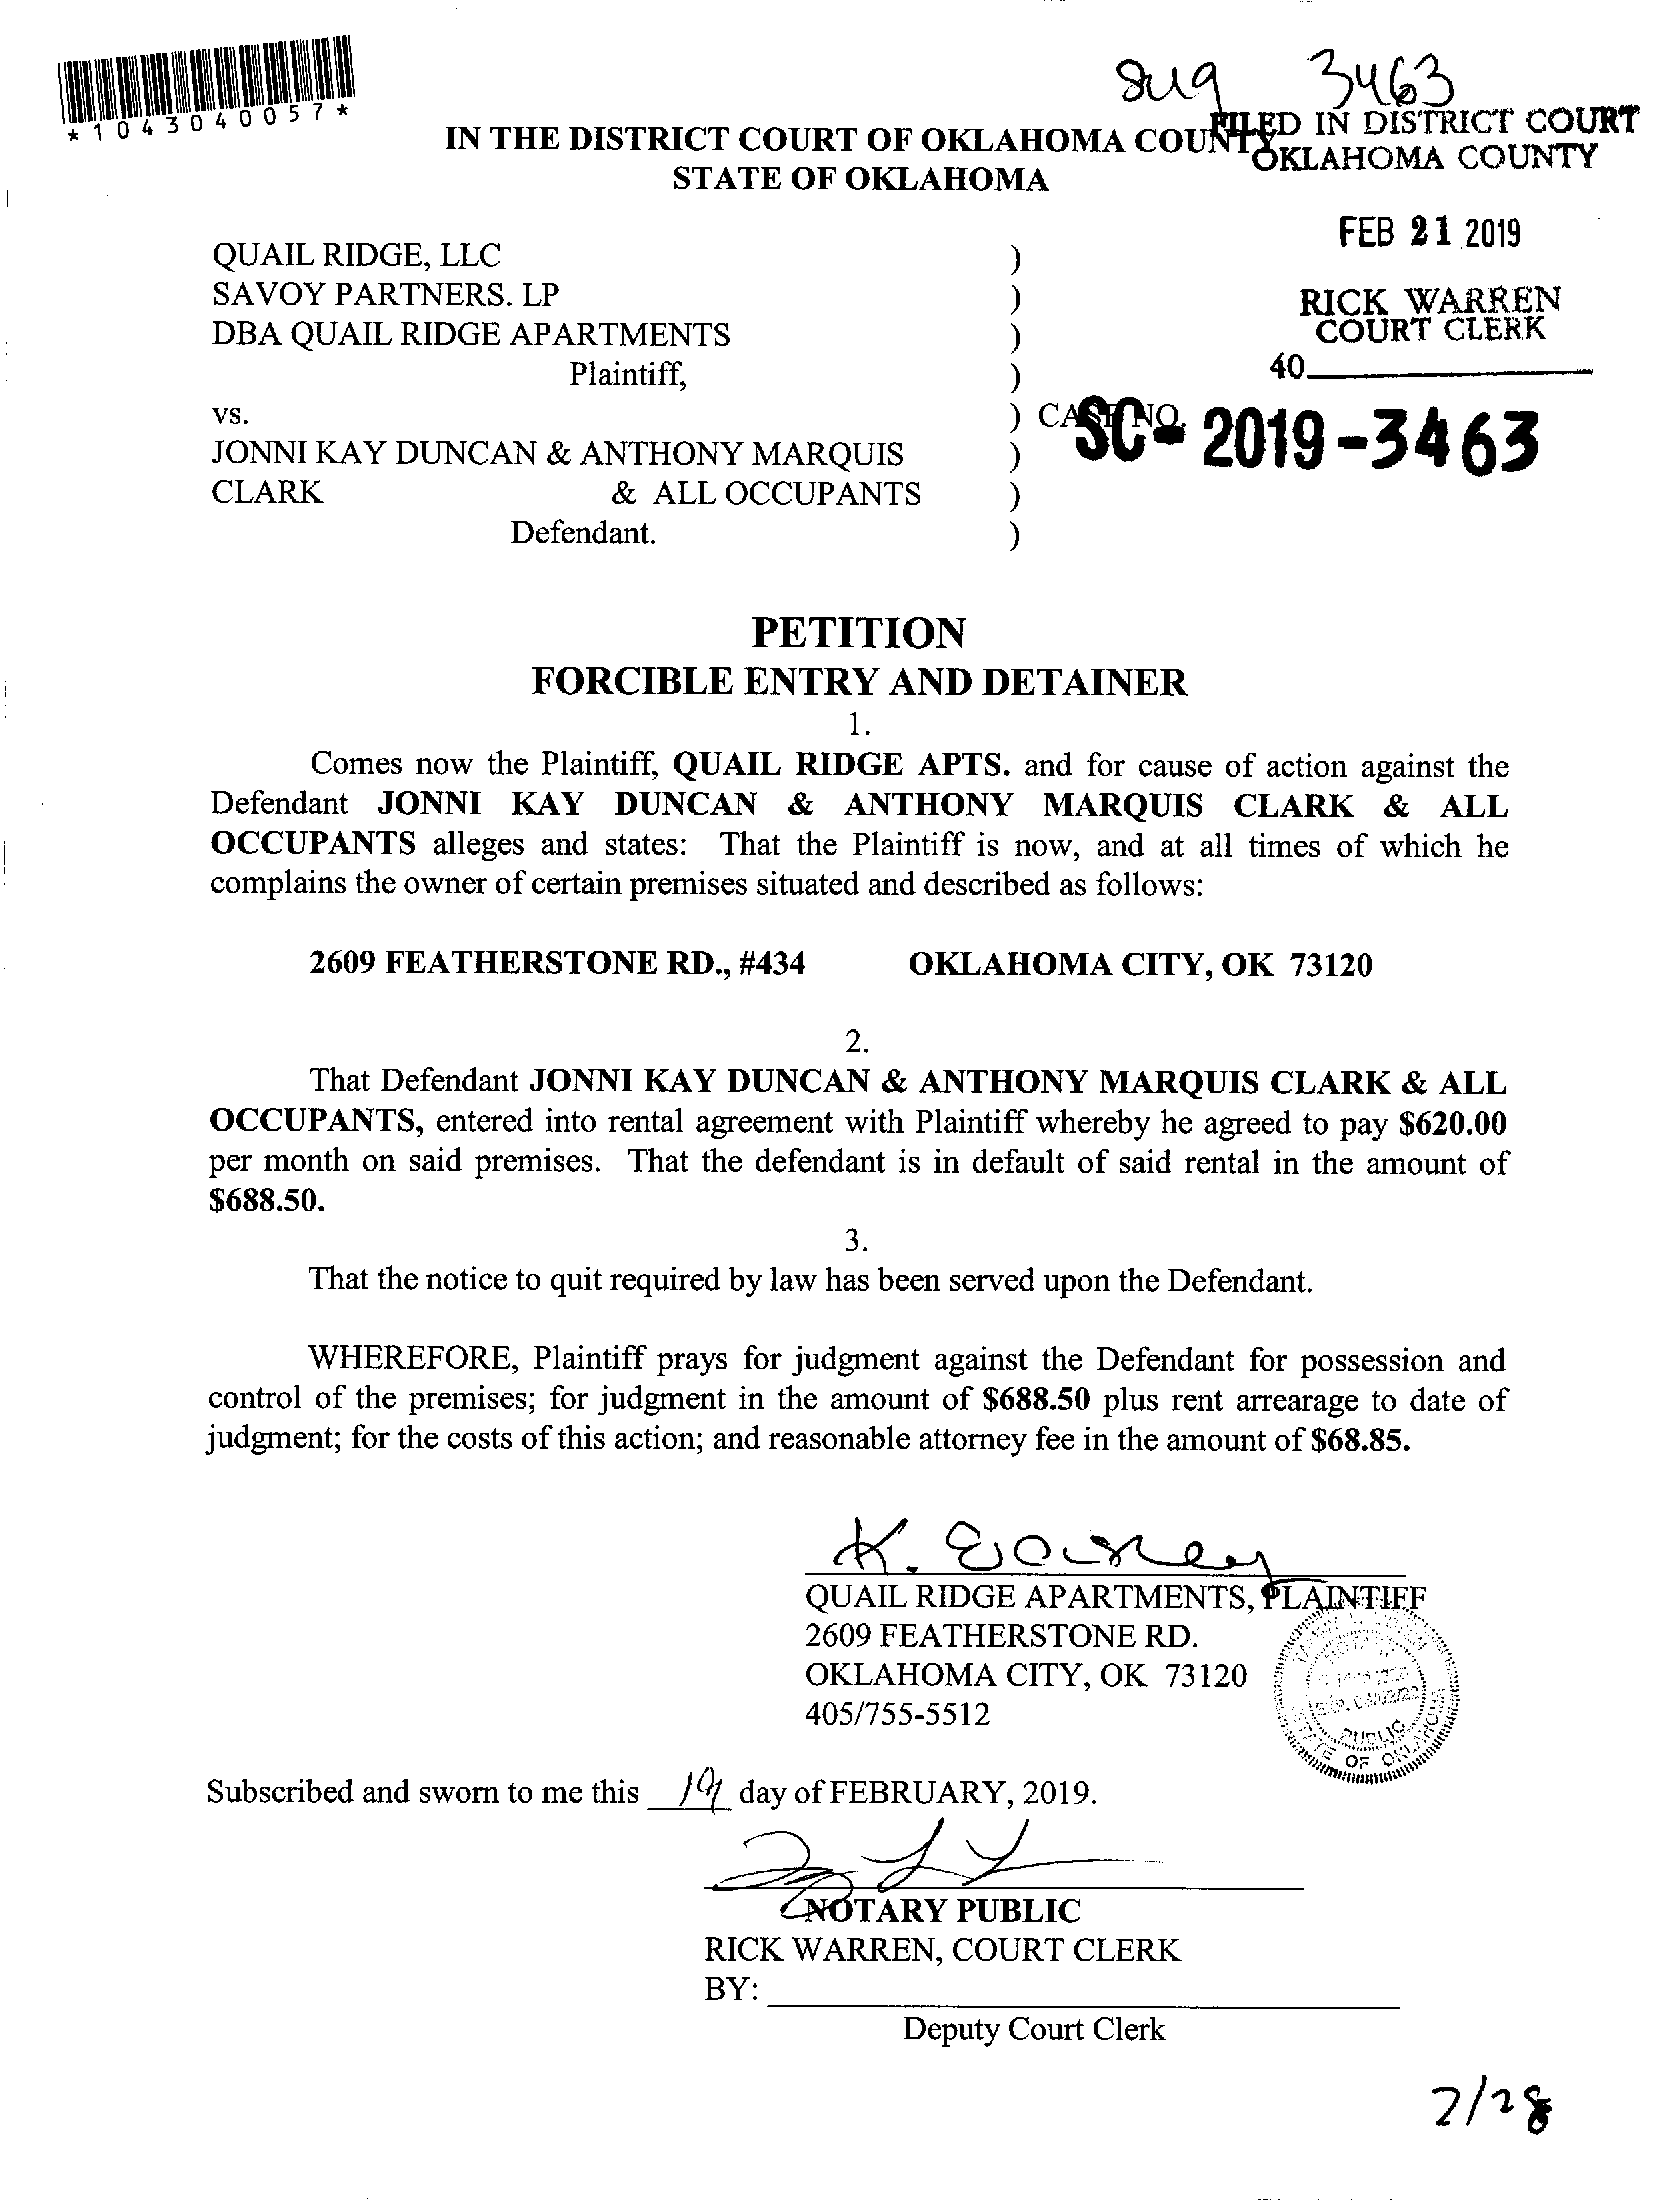 *1043040057*
3463
FILED IN DISTRICT COURT
OKLAHOMA COUNTY
IN THE DISTRICT COURT OF OKLAHOMA COUNTY
STATE OF OKLAHOMA
FEB 21 2019
RICK WARREN
COURT CLERK
40
QUAIL RIDGE, LLC )
SAVOY PARTNERS. LP )
DBA QUAIL RIDGE APARTMENTS )
Plaintiff, )
vs. ) CASE NO. SC-2019-3463
JONNI KAY DUNCAN & ANTHONY MARQUIS )
CLARK & ALL OCCUPANTS )
Defendant. )
PETITION
FORCIBLE ENTRY AND DETAINER
1.
Comes now the Plaintiff, QUAIL RIDGE APTS. and for cause of action against the
Defendant JONNI KAY DUNCAN & ANTHONY MARQUIS CLARK & ALL
OCCUPANTS alleges and states: That the Plaintiff is now, and at all times of which he
complains the owner of certain premises situated and described as follows:
2609 FEATHERSTONE RD., #434 OKLAHOMA CITY, OK 73120
2.
That Defendant JONNI KAY DUNCAN & ANTHONY MARQUIS CLARK & ALL
OCCUPANTS, entered into rental agreement with Plaintiff whereby he agreed to pay $620.00
per month on said premises. That the defendant is in default of said rental in the amount of
$688.50.
3.
That the notice to quit required by law has been served upon the Defendant.
WHEREFORE, Plaintiff prays for judgment against the Defendant for possession and
control of the premises; for judgment in the amount of $688.50 plus rent arrearage to date of
judgment; for the costs of this action; and reasonable attorney fee in the amount of $68.85.
QUAIL RIDGE APARTMENTS, PLAINTIFF
2609 FEATHERSTONE RD.
OKLAHOMA CITY, OK 73120
405/755-5512
PUBLIC
STATE OF OKLAHOMA
Subscribed and sworn to me this 19 day of FEBRUARY, 2019.
NOTARY PUBLIC
RICK WARREN, COURT CLERK
BY:
Deputy Court Clerk
2/28